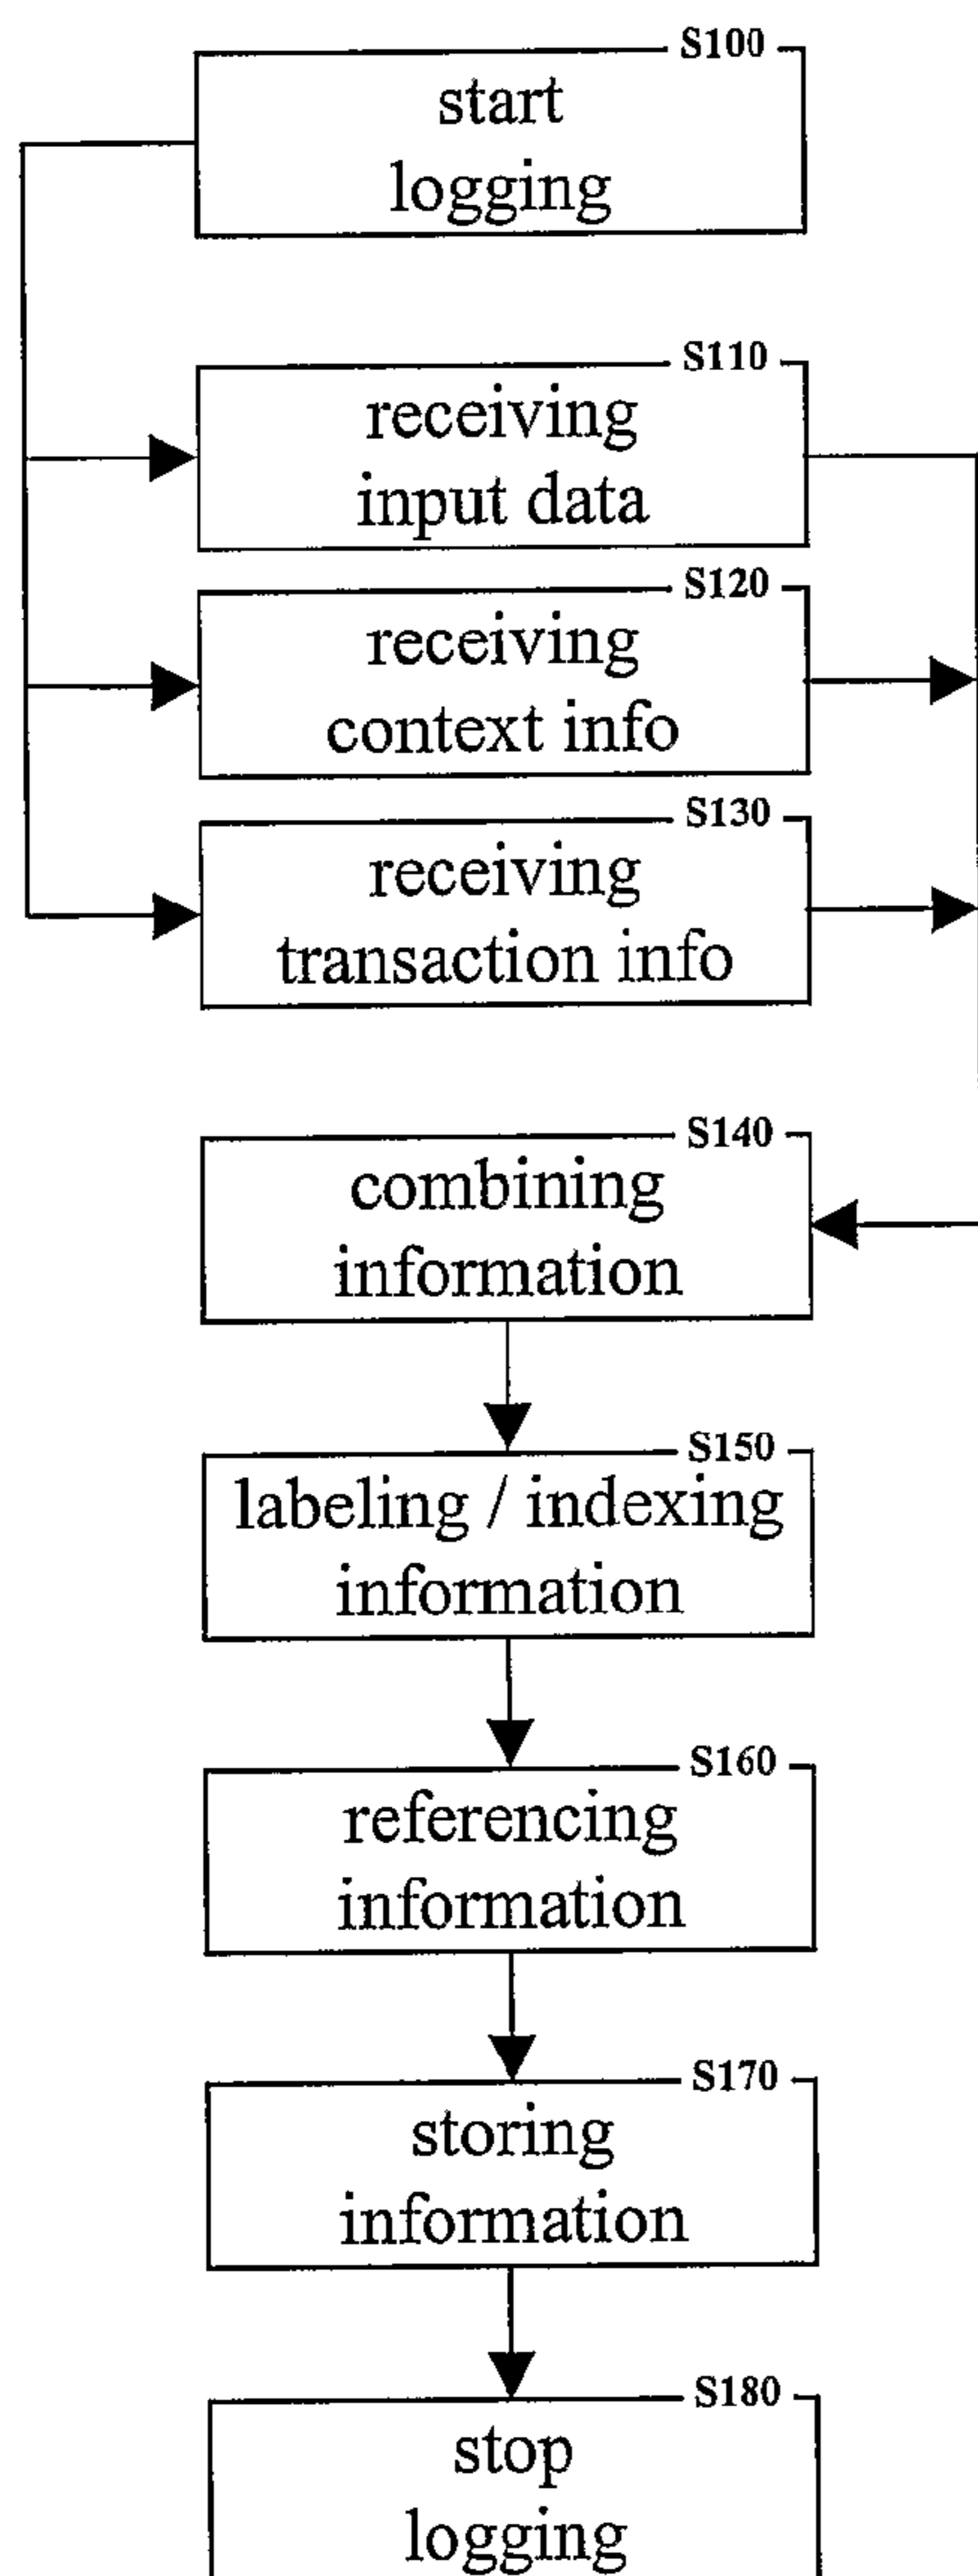 S100
start
logging
S110
receiving
input data
S120
receiving
context info
S130
receiving
transaction info
S140
combining
information
S150
labeling / indexing
information
S160
referencing
information
S170
storing
information
S180
stop
logging